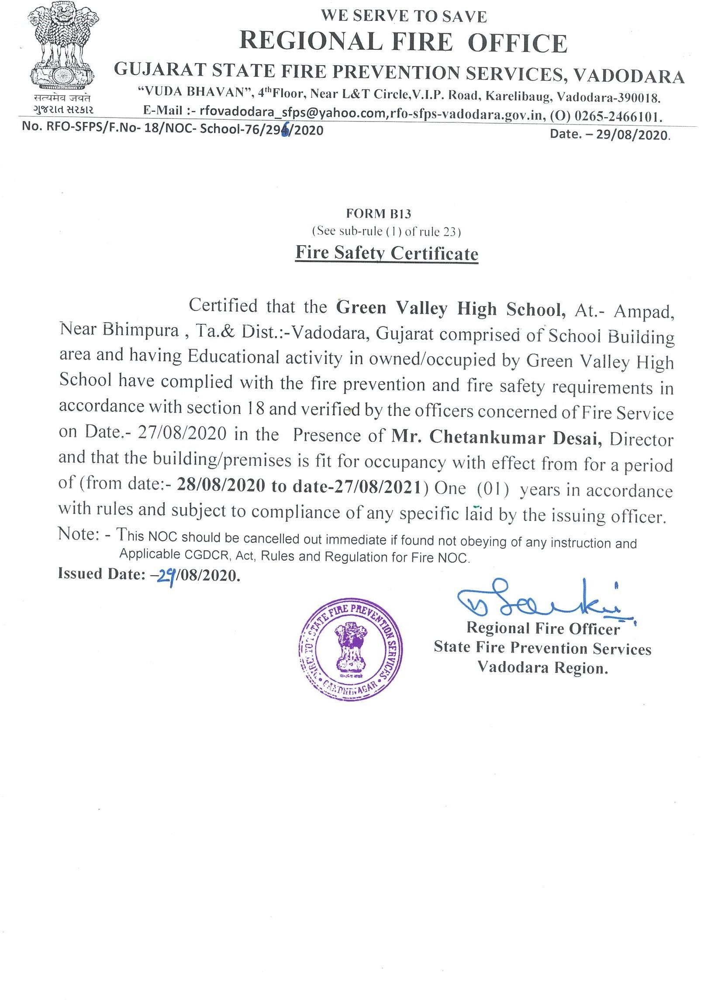 WE SERVE TO SAVE
REGIONAL FIRE OFFICE
GUJARAT STATE FIRE PREVENTION SERVICES, VADODARA
“VUDA BHAVAN”, 4thFloor, Near L&T Circle,V.I.P. Road, Karelibaug, Vadodara-390018.
E-Mail :- rfovadodara_sfps@yahoo.com,rfo-sfps-vadodara.gov.in, (O) 0265-2466101.
सत्यमेव जयते
ગુજરાત સરકાર
No. RFO-SFPS/F.No- 18/NOC- School-76/296/2020
Date. – 29/08/2020.
FORM B13
(See sub-rule (1) of rule 23)
Fire Safety Certificate
Certified that the Green Valley High School, At.- Ampad,
Near Bhimpura , Ta.& Dist.:-Vadodara, Gujarat comprised of School Building
area and having Educational activity in owned/occupied by Green Valley High
School have complied with the fire prevention and fire safety requirements in
accordance with section 18 and verified by the officers concerned of Fire Service
on Date.- 27/08/2020 in the Presence of Mr. Chetankumar Desai, Director
and that the building/premises is fit for occupancy with effect from for a period
of (from date:- 28/08/2020 to date-27/08/2021) One (01) years in accordance
with rules and subject to compliance of any specific laid by the issuing officer.
Note: - This NOC should be cancelled out immediate if found not obeying of any instruction and
Applicable CGDCR, Act, Rules and Regulation for Fire NOC.
Issued Date: –29/08/2020.
STATE FIRE PREVENTION SERVICES
सत्यमेव जयते
GANDHINAGAR
Regional Fire Officer
State Fire Prevention Services
Vadodara Region.